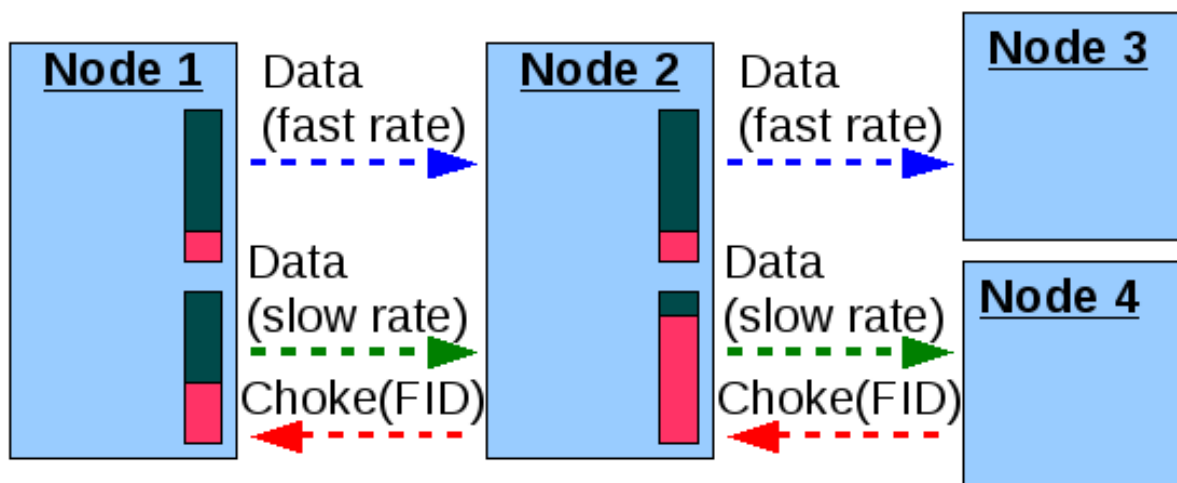 Node 1
Data
(fast rate)
Data
(slow rate)
Choke(FID)
Node 2
Data
(fast rate)
Data
(slow rate)
Choke(FID)
Node 3
Node 4